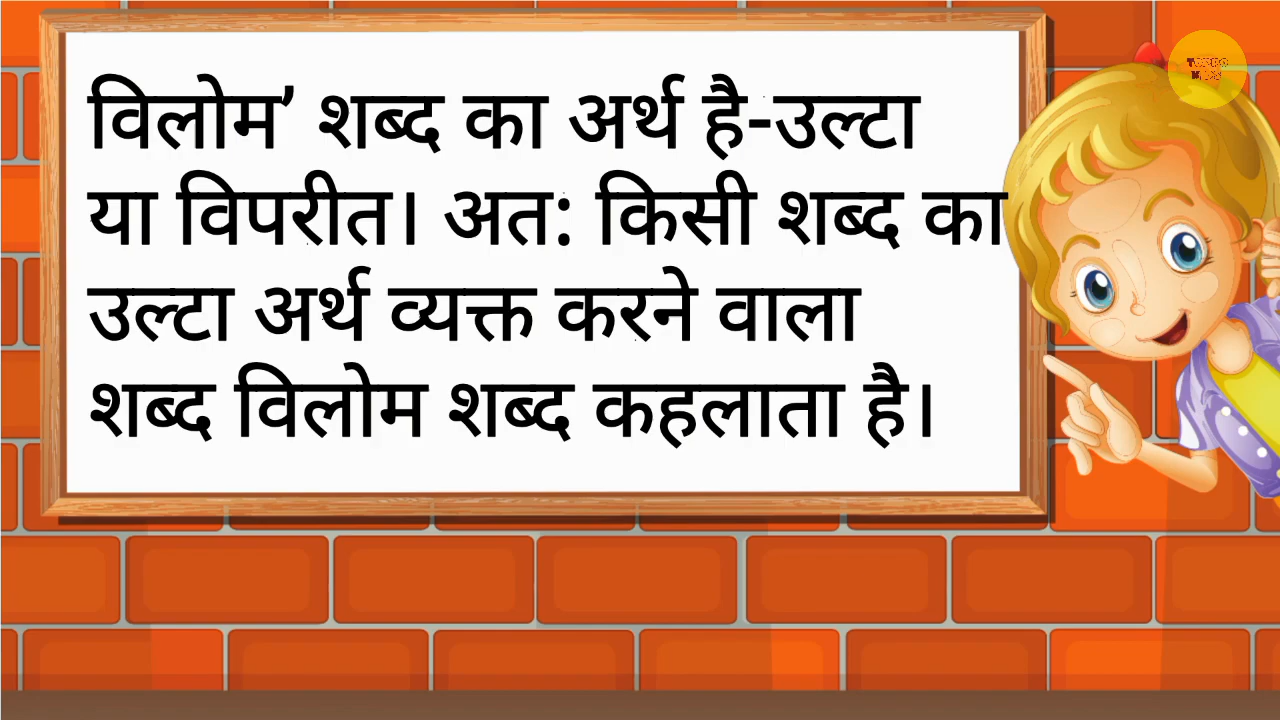 विलोम’ शब्द का अर्थ है-उल्टा
या विपरीत। अत: किसी शब्द का
उल्टा अर्थ व्यक्त करने वाला
शब्द विलोम शब्द कहलाता है।